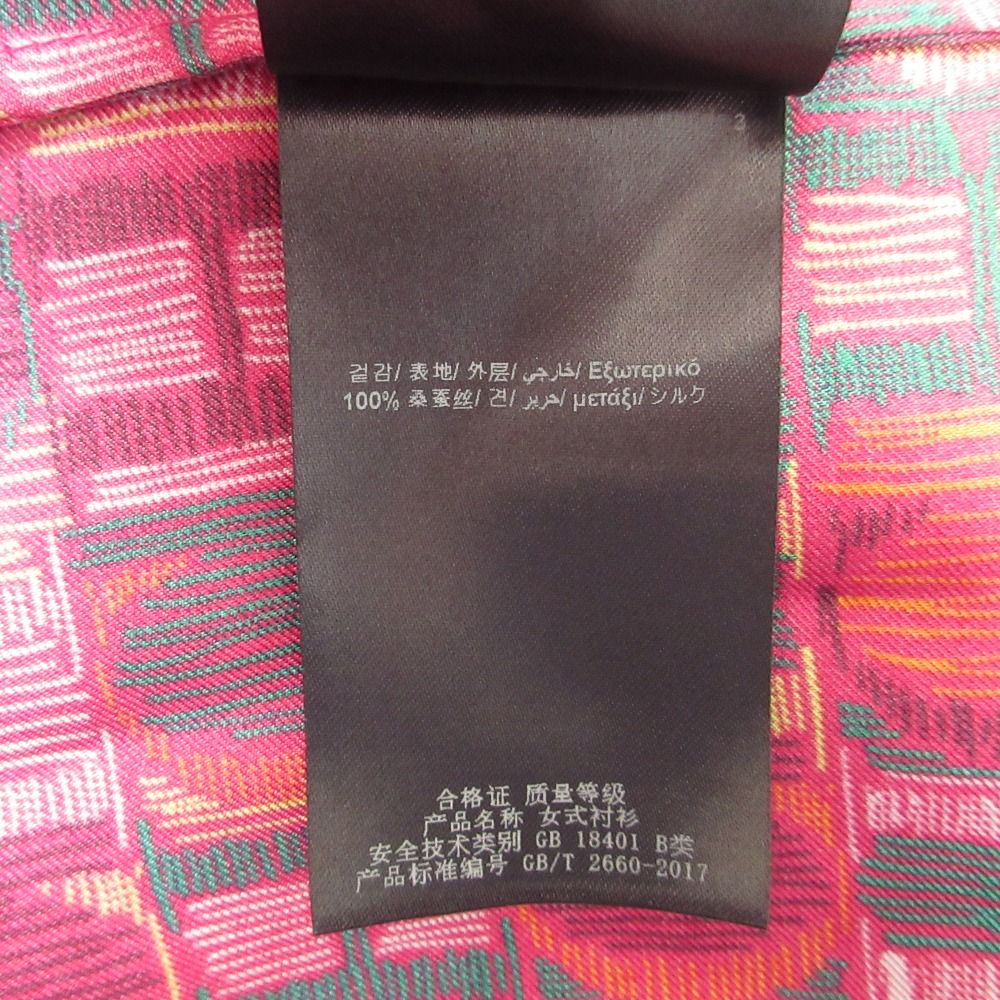 3
겉감/ 表地/ 外层/ خارجي/ Εξωτερικό
100% 桑蚕丝/ 견/ حرير/ μετάξι/ シルク
合格证 质量等级
产品名称 女式衬衫
安全技术类别 GB 18401 B类
产品标准编号 GB/T 2660-2017